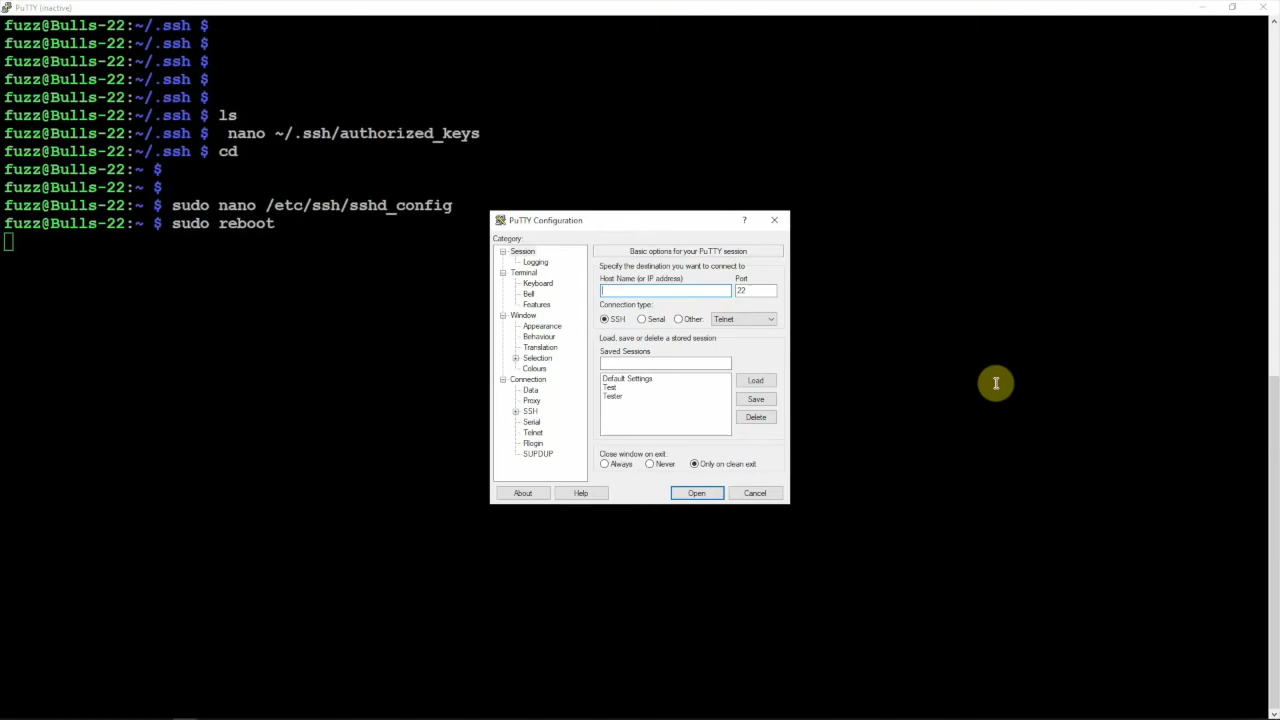 PuTTY (inactive)
fuzz@Bulls-22:~/.ssh $
fuzz@Bulls-22:~/.ssh $
fuzz@Bulls-22:~/.ssh $
fuzz@Bulls-22:~/.ssh $
fuzz@Bulls-22:~/.ssh $
fuzz@Bulls-22:~/.ssh $ ls
fuzz@Bulls-22:~/.ssh $  nano ~/.ssh/authorized_keys
fuzz@Bulls-22:~/.ssh $ cd
fuzz@Bulls-22:~ $
fuzz@Bulls-22:~ $
fuzz@Bulls-22:~ $ sudo nano /etc/ssh/sshd_config
fuzz@Bulls-22:~ $ sudo reboot
PuTTY Configuration
Category:
Session
Logging
Terminal
Keyboard
Bell
Features
Window
Appearance
Behaviour
Translation
Selection
Colours
Connection
Data
Proxy
SSH
Serial
Telnet
Rlogin
SUPDUP
Basic options for your PuTTY session
Specify the destination you want to connect to
Host Name (or IP address) Port
22
Connection type:
SSH Serial Other: Telnet
Load, save or delete a stored session
Saved Sessions
Default Settings
Test
Tester
Load
Save
Delete
Close window on exit:
Always Never Only on clean exit
About Help Open Cancel